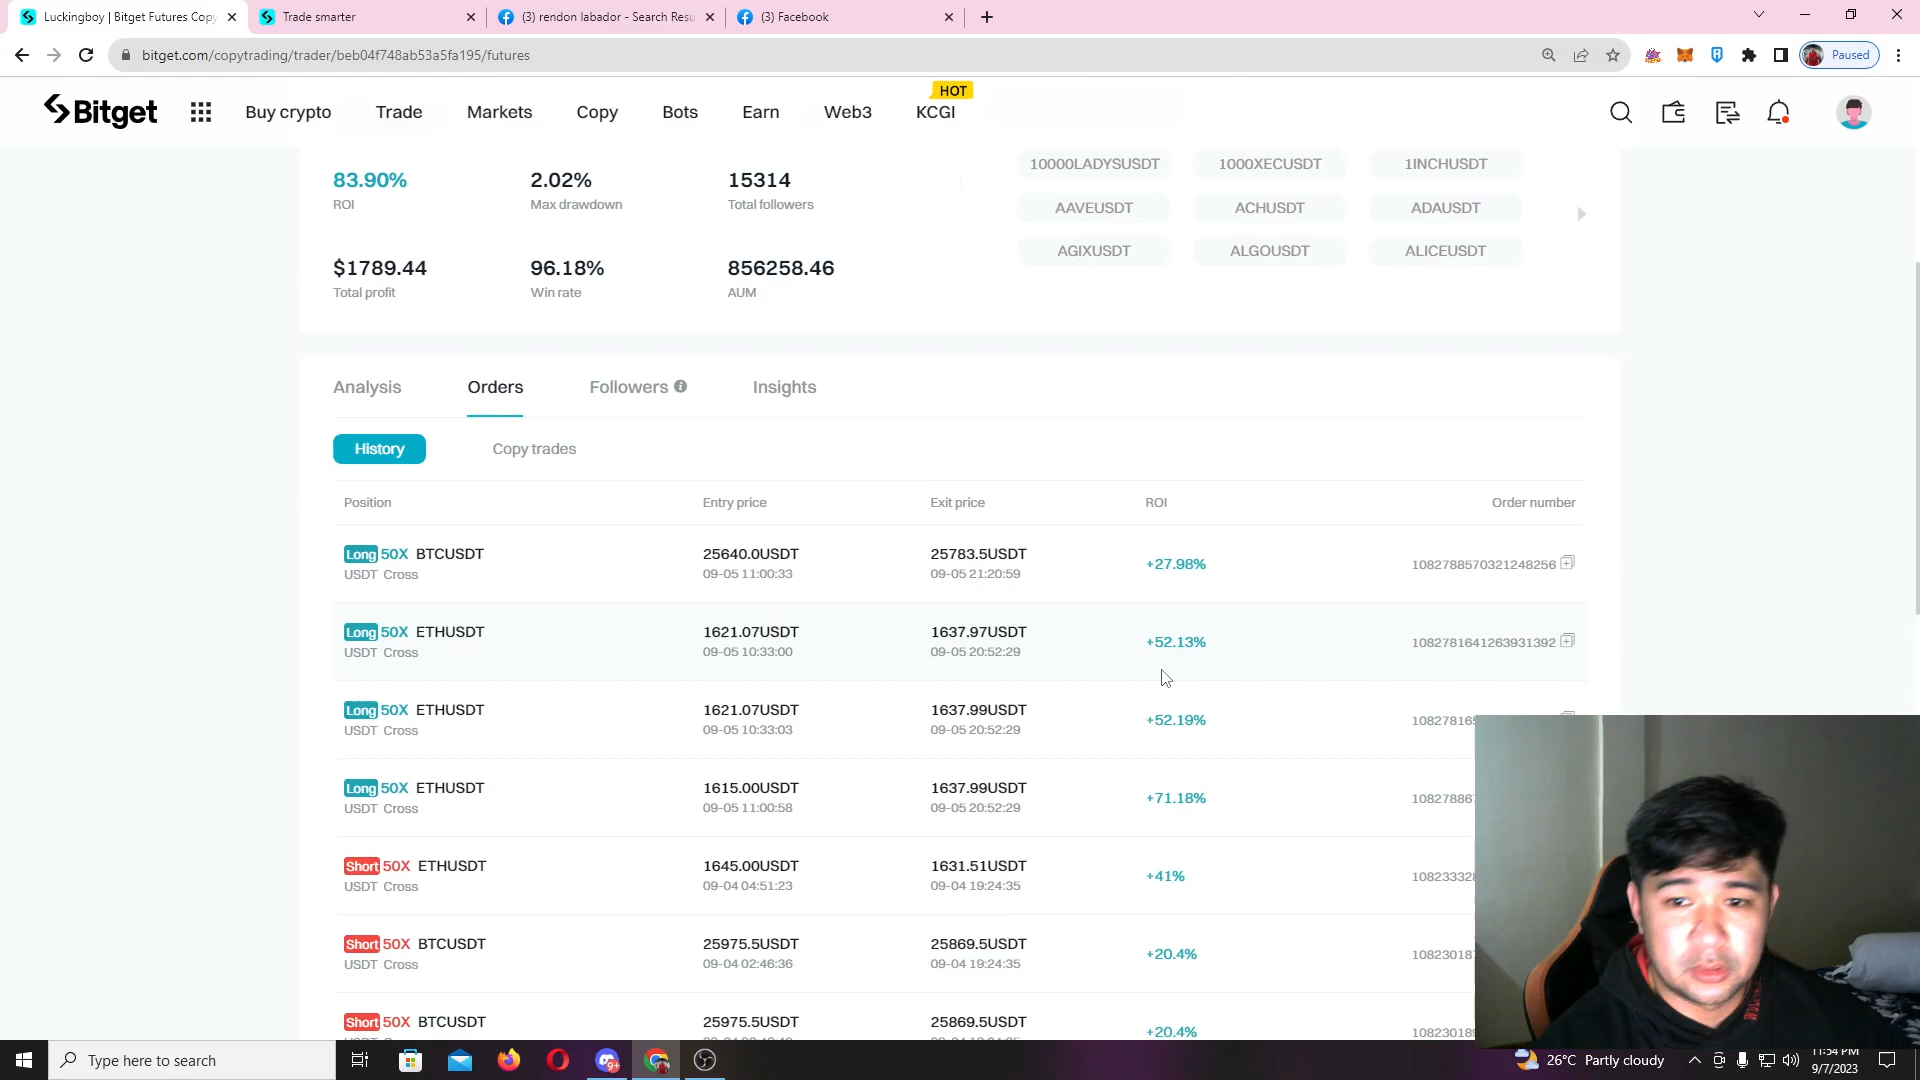 Luckingboy | Bitget Futures Copy
Trade smarter
(3) rendon labador - Search Resu
(3) Facebook
bitget.com/copytrading/trader/beb04f748ab53a5fa195/futures
Paused
Bitget
Buy crypto
Trade
Markets
Copy
Bots
Earn
Web3
KCGI
HOT
83.90%
ROI
2.02%
Max drawdown
15314
Total followers
$1789.44
Total profit
96.18%
Win rate
856258.46
AUM
10000LADYSUSDT 1000XECUSDT 1INCHUSDT
AAVEUSDT ACHUSDT ADAUSDT
AGIXUSDT ALGOUSDT ALICEUSDT
Analysis Orders Followers Insights
History Copy trades
Position Entry price Exit price ROI Order number
Long 50X BTCUSDT 25640.0USDT 25783.5USDT +27.98% 1082788570321248256
USDT Cross 09-05 11:00:33 09-05 21:20:59
Long 50X ETHUSDT 1621.07USDT 1637.97USDT +52.13% 1082781641263931392
USDT Cross 09-05 10:33:00 09-05 20:52:29
Long 50X ETHUSDT 1621.07USDT 1637.99USDT +52.19% 10827816
USDT Cross 09-05 10:33:03 09-05 20:52:29
Long 50X ETHUSDT 1615.00USDT 1637.99USDT +71.18% 10827886
USDT Cross 09-05 11:00:58 09-05 20:52:29
Short 50X ETHUSDT 1645.00USDT 1631.51USDT +41% 10823332
USDT Cross 09-04 04:51:23 09-04 19:24:35
Short 50X BTCUSDT 25975.5USDT 25869.5USDT +20.4% 10823018
USDT Cross 09-04 02:46:36 09-04 19:24:35
Short 50X BTCUSDT 25975.5USDT 25869.5USDT +20.4% 10823018
Type here to search
26°C Partly cloudy
11:54 PM
9/7/2023